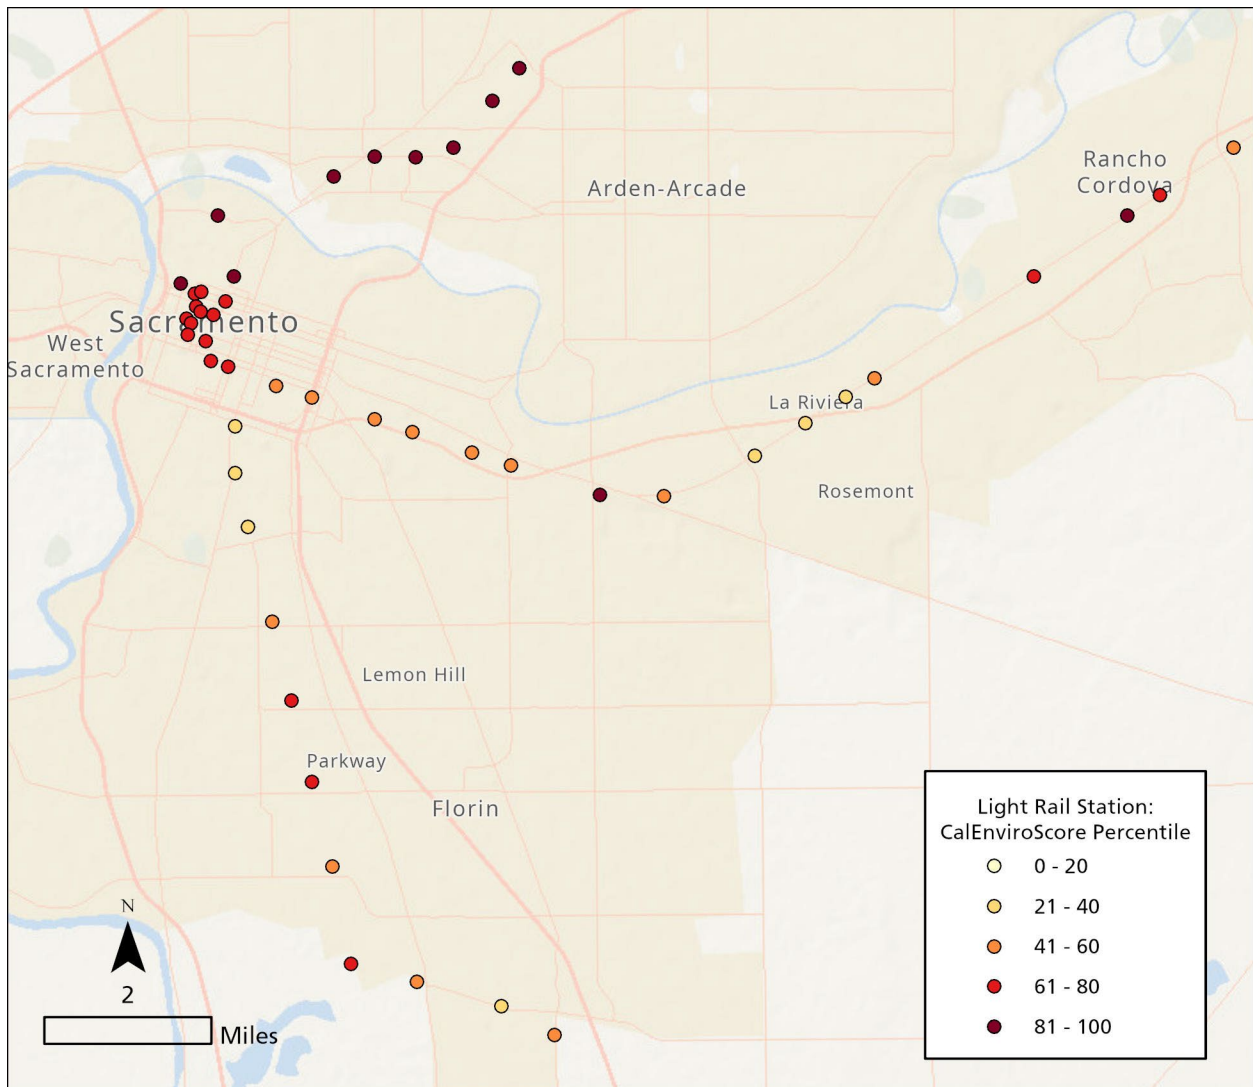 Rancho
Cordova
Arden-Arcade
Sacramento
West
Sacramento
La Riviera
Rosemont
Lemon Hill
Parkway
Florin
Light Rail Station:
CalEnviroScore Percentile
0 - 20
21 - 40
41 - 60
61 - 80
81 - 100
N
2
Miles